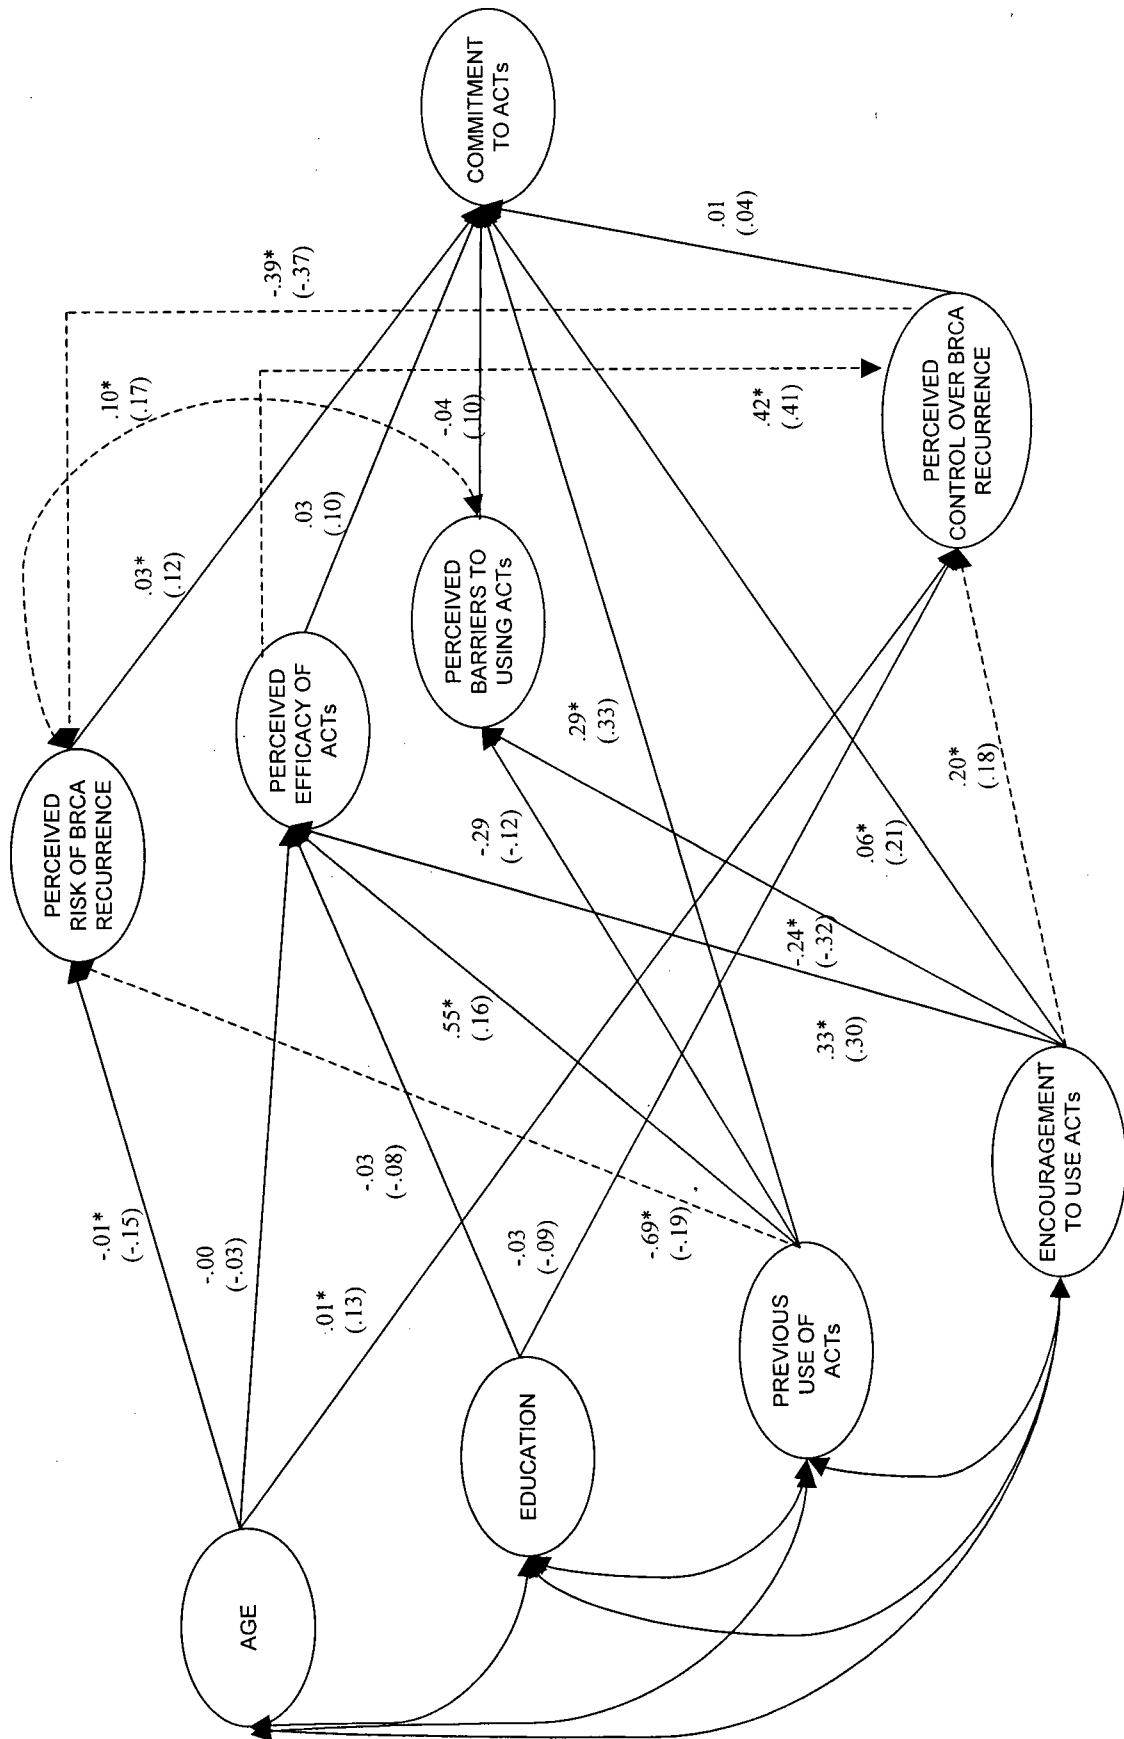 AGE
EDUCATION
PREVIOUS
USE OF
ACTs
ENCOURAGEMENT
TO USE ACTs
-.01*
(-.15)
-.00
(-.03)
.01*
(.13)
-.03
(-.08)
-.03
(-.09)
-.69*
(-.19)
.55*
(.16)
.33*
(.30)
-.24*
(-.32)
-.29
(-.12)
.06*
(.21)
.29*
(.33)
.20*
(.18)
PERCEIVED
RISK OF BRCA
RECURRENCE
PERCEIVED
EFFICACY OF
ACTs
PERCEIVED
BARRIERS TO
USING ACTs
PERCEIVED
CONTROL OVER BRCA
RECURRENCE
.03*
(.12)
.03
(.10)
.10*
(.17)
-.04
(.10)
.42*
(.41)
-.39*
(-.37)
.01
(.04)
COMMITMENT
TO ACTs